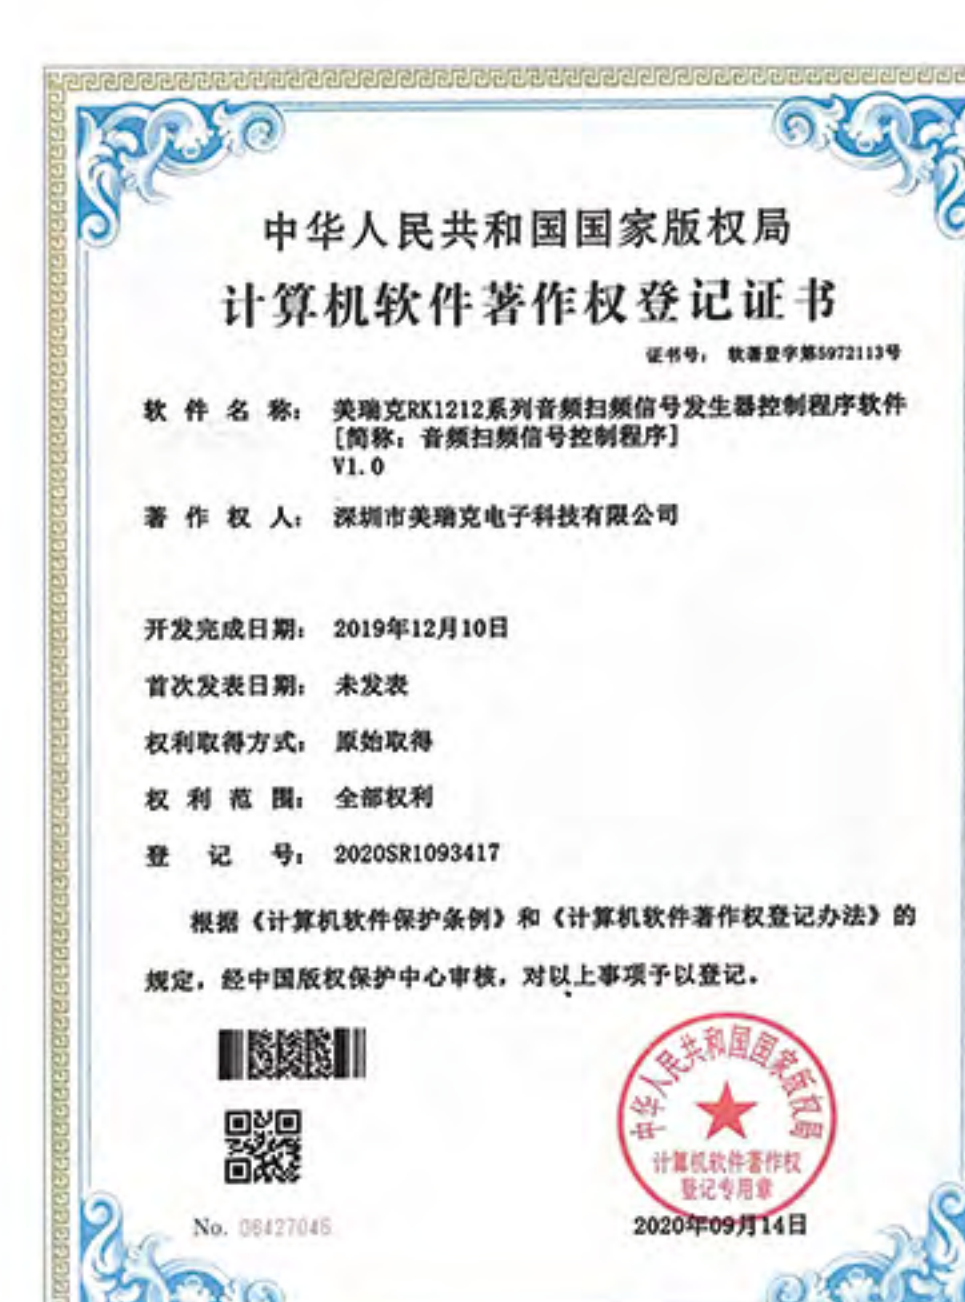 中华人民共和国国家版权局
计算机软件著作权登记证书
证书号： 软著登字第5972113号
软件名称： 美瑞克RK1212系列音频扫频信号发生器控制程序软件
[简称：音频扫频信号控制程序]
V1.0
著作权人： 深圳市美瑞克电子科技有限公司
开发完成日期： 2019年12月10日
首次发表日期： 未发表
权利取得方式： 原始取得
权利范围： 全部权利
登记号： 2020SR1093417
根据《计算机软件保护条例》和《计算机软件著作权登记办法》的
规定，经中国版权保护中心审核，对以上事项予以登记。
中华人民共和国国家版权局
计算机软件著作权
登记专用章
No. 06427046
2020年09月14日